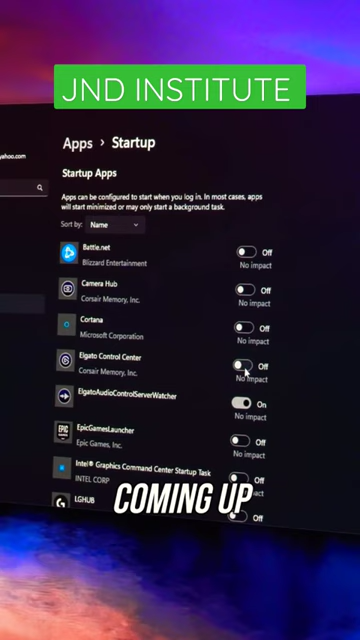 JND INSTITUTE
yahoo.com
Apps > Startup
Startup Apps
Apps can be configured to start when you log in. In most cases, apps
will start minimized or may only start a background task.
Sort by: Name
Battle.net
Blizzard Entertainment
Off
No impact
Camera Hub
Corsair Memory, Inc.
Off
No impact
Cortana
Microsoft Corporation
Off
No impact
Elgato Control Center
Corsair Memory, Inc.
Off
No impact
ElgatoAudioControlServerWatcher
On
No impact
EPIC
GAMES
EpicGamesLauncher
Epic Games, Inc.
Off
No impact
Intel® Graphics Command Center Startup Task
INTEL CORP
Off
LGHUB
Off
COMING UP